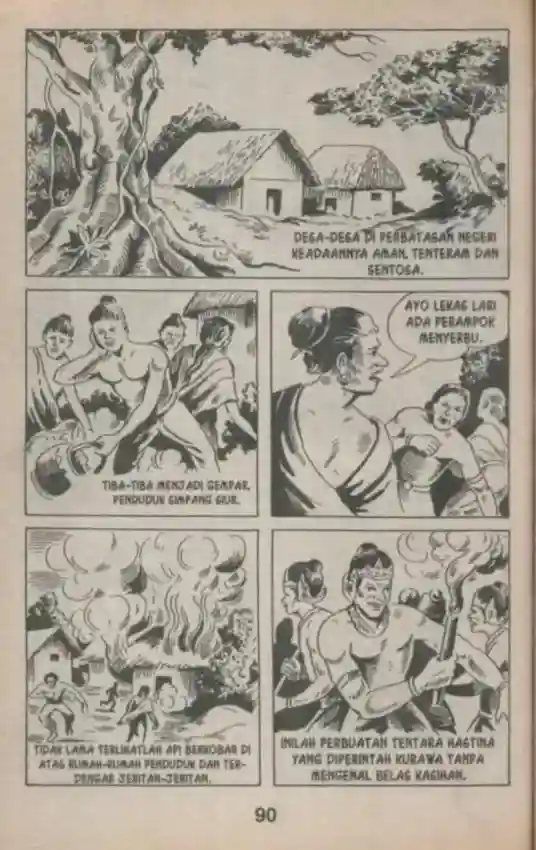 DESA-DESA DI PERBATASAN NEGERI
KEADAANNYA AMAN, TENTERAM DAN
SENTOSA.
TIBA-TIBA MENJADI GEMPAR,
PENDUDUK SIMPANG SIUR.
AYO LEKAS LARI
ADA PERAMPOK
MENYERBU.
TIDAK LAMA TERLIHATLAH API BERKOBAR DI
ATAS RUMAH-RUMAH PENDUDUK DAN TER-
DENGAR JERITAN-JERITAN.
INILAH PERBUATAN TENTARA HASTINA
YANG DIPERINTAH KURAWA TANPA
MENGENAL BELAS KASIHAN.
90